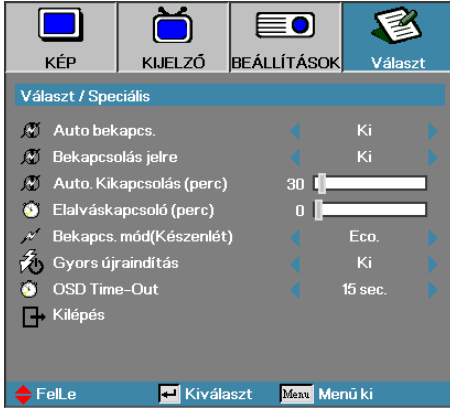 KÉP KIJELZŐ BEÁLLÍTÁSOK Választ
Választ / Speciális
Auto bekapcs. Ki
Bekapcsolás jelre Ki
Auto. Kikapcsolás (perc) 30
Elalváskapcsoló (perc) 0
Bekapcs. mód(Készenlét) Eco.
Gyors újraindítás Ki
OSD Time-Out 15 sec.
Kilépés
FelLe Kiválaszt Menu Menü ki